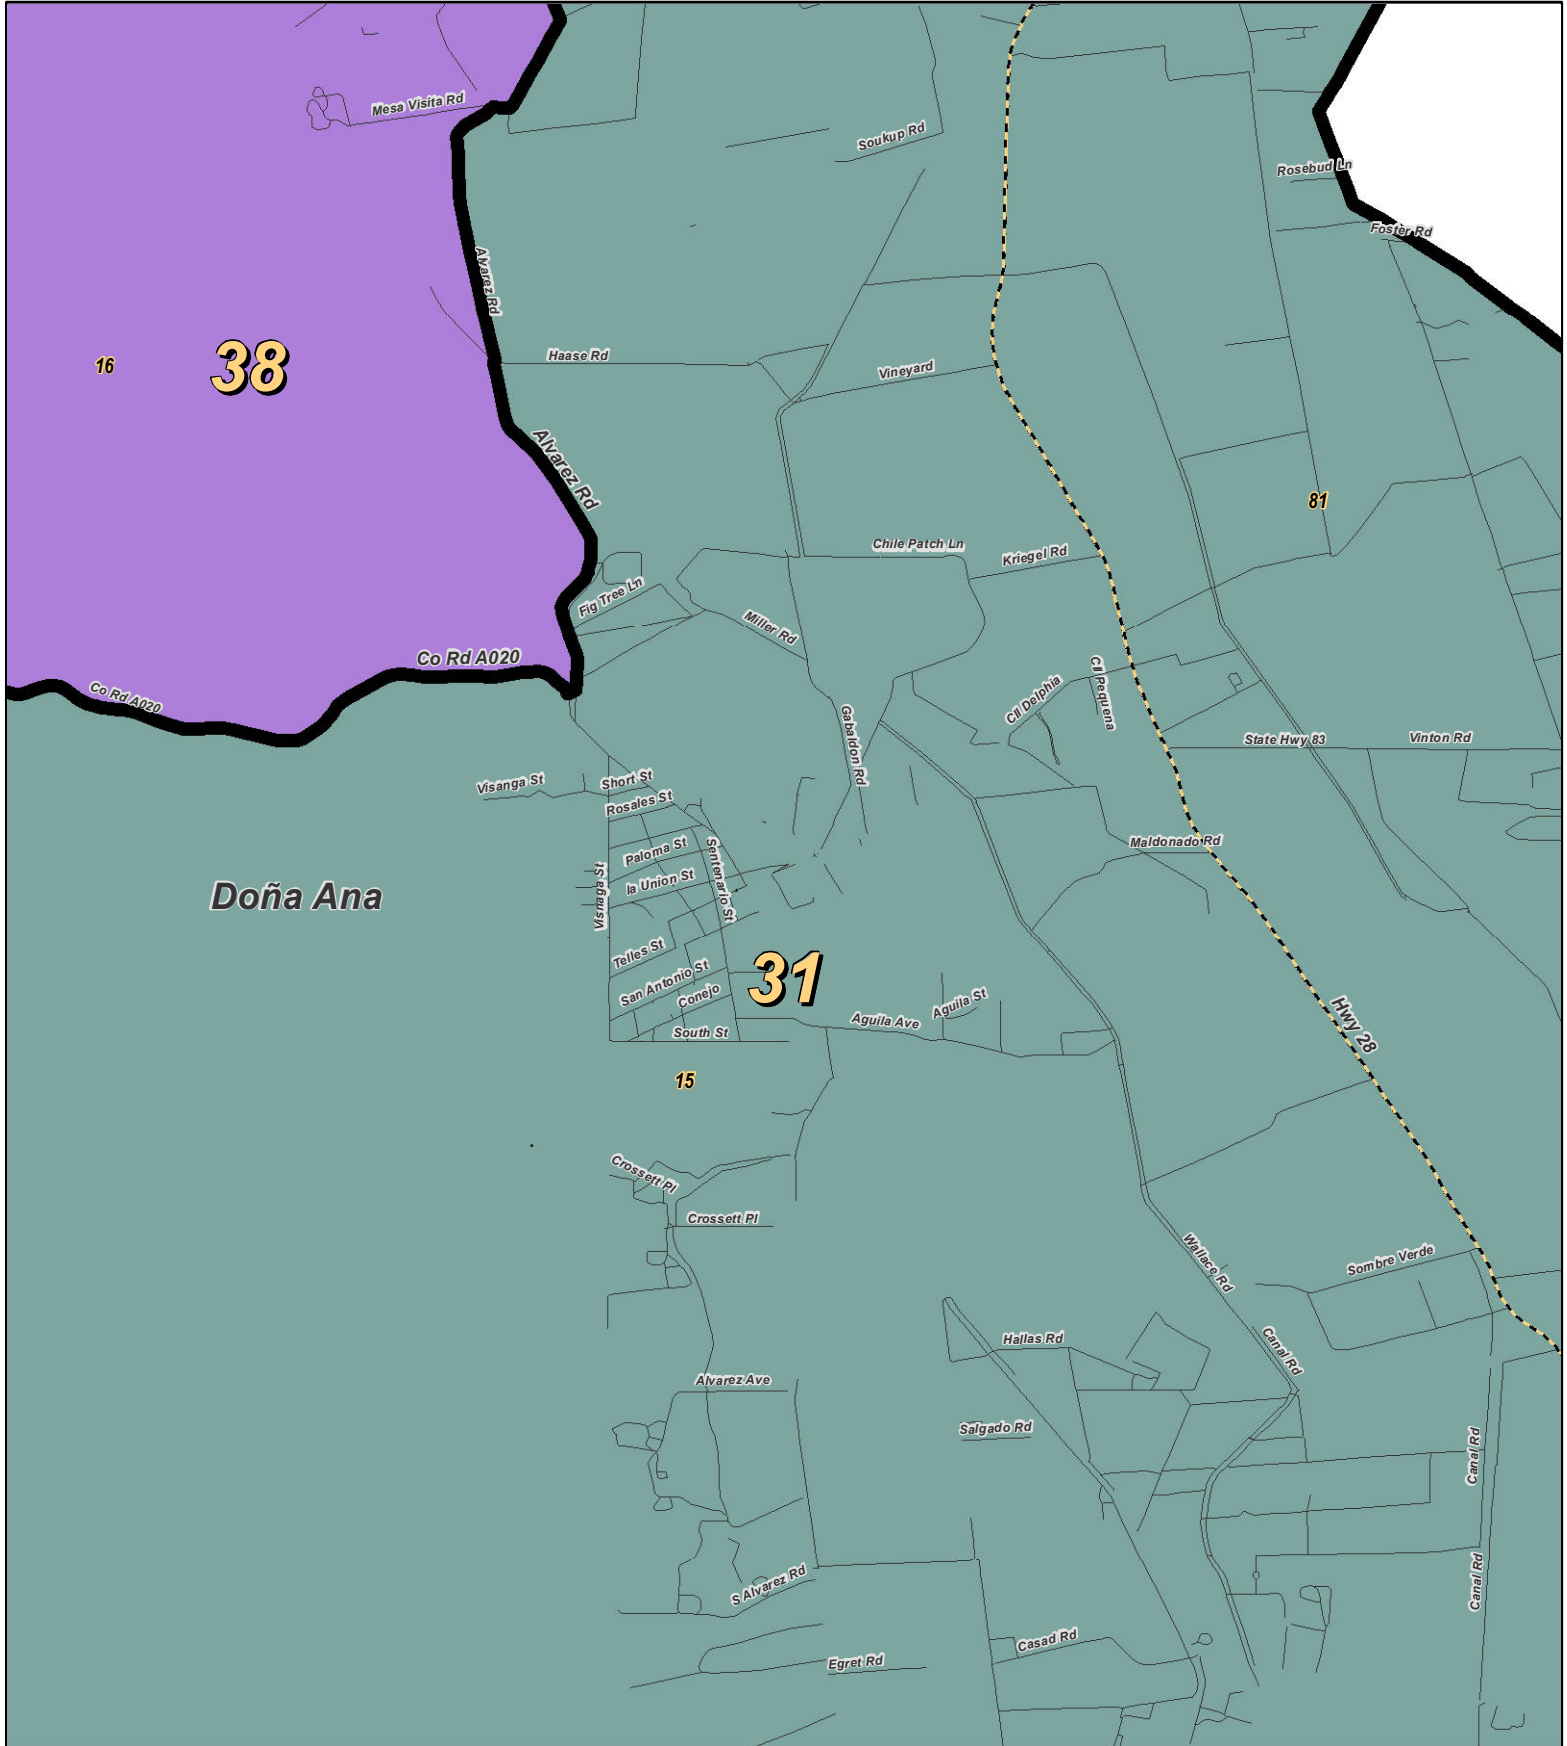 Mesa Visita Rd
Soukup Rd
Rosebud Ln
Foster Rd
Alvarez Rd
16
38
Haase Rd
Vineyard
Alvarez Rd
81
Chile Patch Ln
Kriegel Rd
Fig Tree Ln
Miller Rd
Co Rd A020
Co Rd A020
Cll Delphia
Cll Pequena
Gabaldon Rd
State Hwy 83
Vinton Rd
Visanga St
Short St
Rosales St
Maldonado Rd
Paloma St
Sentenario St
la Union St
Visnaga St
Doña Ana
Telles St
31
San Antonio St
Conejo
Aguila St
Aguila Ave
South St
Hwy 28
15
Crossett Pl
Crossett Pl
Wallace Rd
Sombre Verde
Hallas Rd
Canal Rd
Alvarez Ave
Salgado Rd
Canal Rd
S Alvarez Rd
Canal Rd
Casad Rd
Egret Rd